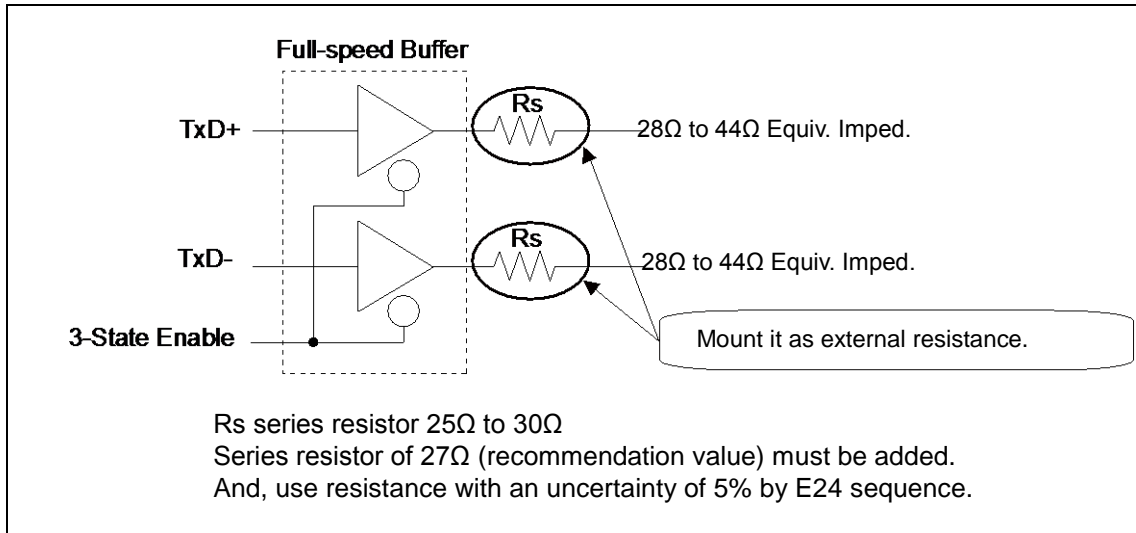 Full-speed Buffer
Rs
TxD+
28Ω to 44Ω Equiv. Imped.
Rs
TxD-
28Ω to 44Ω Equiv. Imped.
3-State Enable
Mount it as external resistance.
Rs series resistor 25Ω to 30Ω
Series resistor of 27Ω (recommendation value) must be added.
And, use resistance with an uncertainty of 5% by E24 sequence.